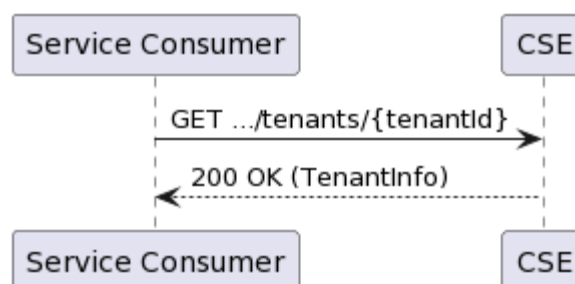 Service Consumer CSE
GET .../tenants/{tenantId}
200 OK (TenantInfo)
Service Consumer CSE